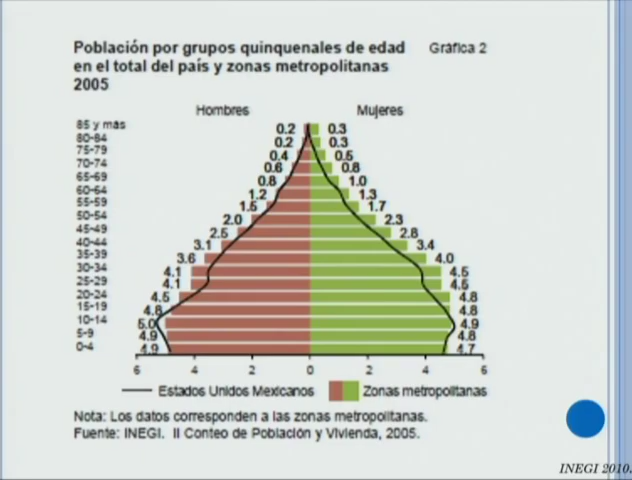 Población por grupos quinquenales de edad
en el total del país y zonas metropolitanas
2005
Gráfica 2
Hombres Mujeres
85 y más 0.2 0.3
80-84 0.2 0.3
75-79 0.4 0.5
70-74 0.6 0.8
65-69 0.8 1.0
60-64 1.2 1.3
55-59 1.5 1.7
50-54 2.0 2.3
45-49 2.5 2.8
40-44 3.1 3.4
35-39 3.6 4.0
30-34 4.1 4.5
25-29 4.1 4.5
20-24 4.5 4.8
15-19 4.8 4.8
10-14 5.0 4.9
5-9 4.9 4.8
0-4 4.9 4.7
6 4 2 0 2 4 6
Estados Unidos Mexicanos Zonas metropolitanas
Nota: Los datos corresponden a las zonas metropolitanas.
Fuente: INEGI. II Conteo de Población y Vivienda, 2005.
INEGI 2010.